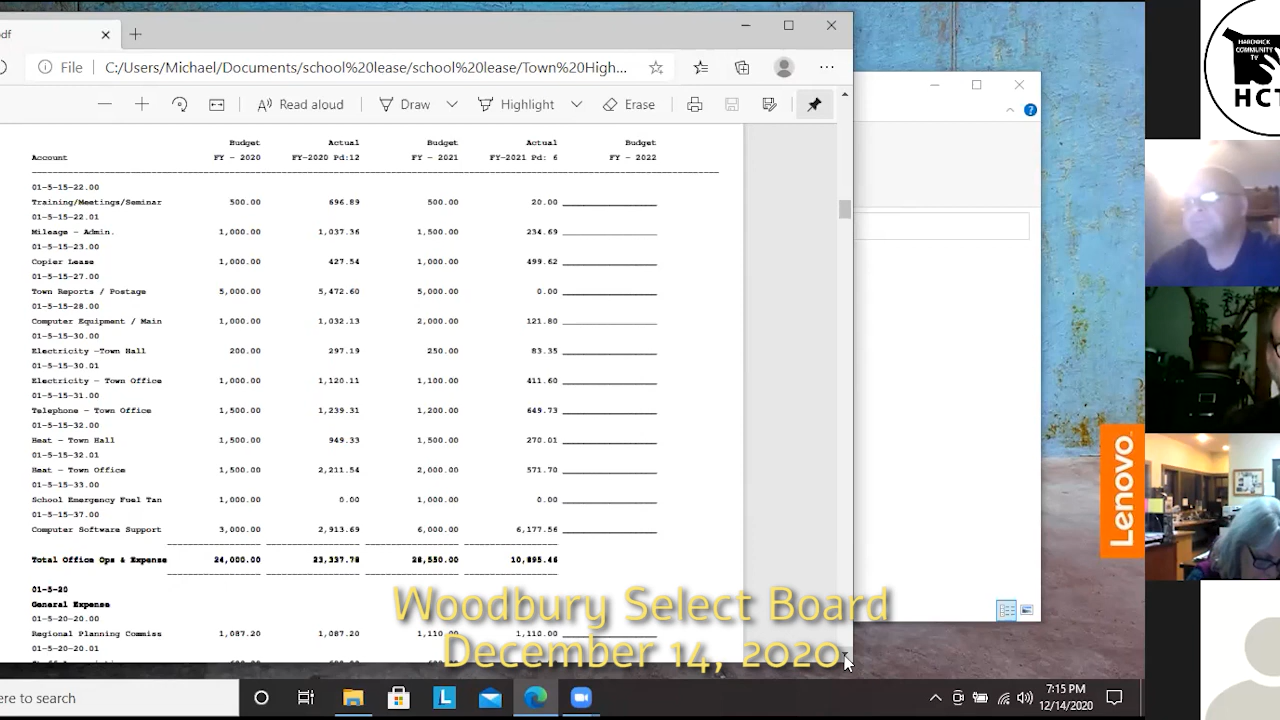 df
File C:/Users/Michael/Documents/school%20lease/school%20lease/Town%20High...
Read aloud Draw Highlight Erase
Budget Actual Budget Actual Budget
Account FY - 2020 FY-2020 Pd:12 FY - 2021 FY-2021 Pd: 6 FY - 2022
01-5-15-22.00
Training/Meetings/Seminar 500.00 696.89 500.00 20.00
01-5-15-22.01
Mileage - Admin. 1,000.00 1,037.36 1,500.00 234.69
01-5-15-23.00
Copier Lease 1,000.00 427.54 1,000.00 499.62
01-5-15-27.00
Town Reports / Postage 5,000.00 5,472.60 5,000.00 0.00
01-5-15-28.00
Computer Equipment / Main 1,000.00 1,032.13 2,000.00 121.80
01-5-15-30.00
Electricity -Town Hall 200.00 297.19 250.00 83.35
01-5-15-30.01
Electricity - Town Office 1,000.00 1,120.11 1,100.00 411.60
01-5-15-31.00
Telephone - Town Office 1,500.00 1,239.31 1,200.00 649.73
01-5-15-32.00
Heat - Town Hall 1,500.00 949.33 1,500.00 270.01
01-5-15-32.01
Heat - Town Office 1,500.00 2,211.54 2,000.00 571.70
01-5-15-33.00
School Emergency Fuel Tan 1,000.00 0.00 1,000.00 0.00
01-5-15-37.00
Computer Software Support 3,000.00 2,913.69 6,000.00 6,177.56
Total Office Ops & Expense 24,000.00 23,337.78 28,550.00 10,895.46
01-5-20
General Expense
01-5-20-20.00
Regional Planning Commiss 1,087.20 1,087.20 1,110.00 1,110.00
Woodbury Select Board
December 14, 2020
ere to search
7:15 PM
12/14/2020
HARDWICK
COMMUNITY
TV
HCT
Lenovo